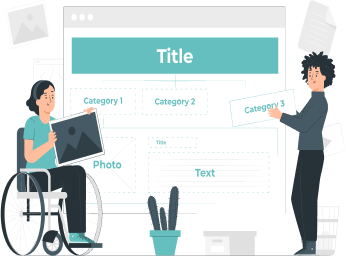 Title
Category 1
Category 2
Category 3
Photo
Title
Text